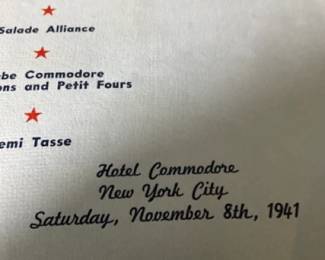 Salade Alliance
Commodore
and Petit Fours
Tasse
Hotel Commodore
New York City
Saturday, November 8th, 1941